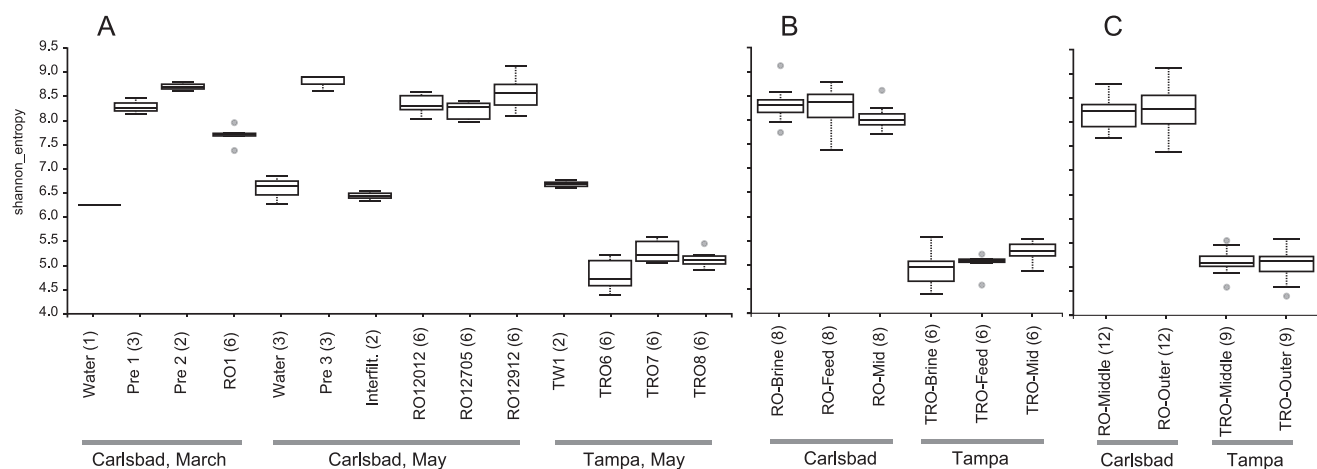 A
B
C
shannon_entropy
9.5
9.0
8.5
8.0
7.5
7.0
6.5
6.0
5.5
5.0
4.5
4.0
Water (1)
Pre 1 (3)
Pre 2 (2)
RO1 (6)
Water (3)
Pre 3 (3)
Interfilt. (2)
RO12012 (6)
RO12705 (6)
RO12912 (6)
TW1 (2)
TRO6 (6)
TRO7 (6)
TRO8 (6)
RO-Brine (8)
RO-Feed (8)
RO-Mid (8)
TRO-Brine (6)
TRO-Feed (6)
TRO-Mid (6)
RO-Middle (12)
RO-Outer (12)
TRO-Middle (9)
TRO-Outer (9)
Carlsbad, March
Carlsbad, May
Tampa, May
Carlsbad
Tampa
Carlsbad
Tampa